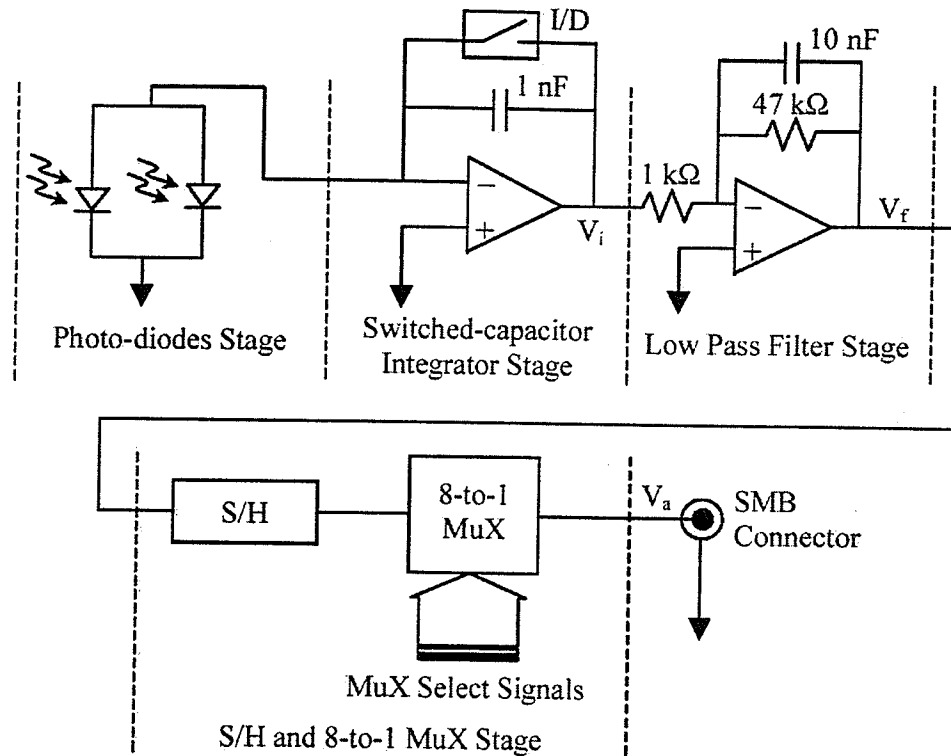 I/D
10 nF
1 nF
47 kΩ
1 kΩ
−
+
V_i
−
+
V_f
Photo-diodes Stage
Switched-capacitor
Integrator Stage
Low Pass Filter Stage
S/H
8-to-1
MuX
V_a
SMB
Connector
MuX Select Signals
S/H and 8-to-1 MuX Stage